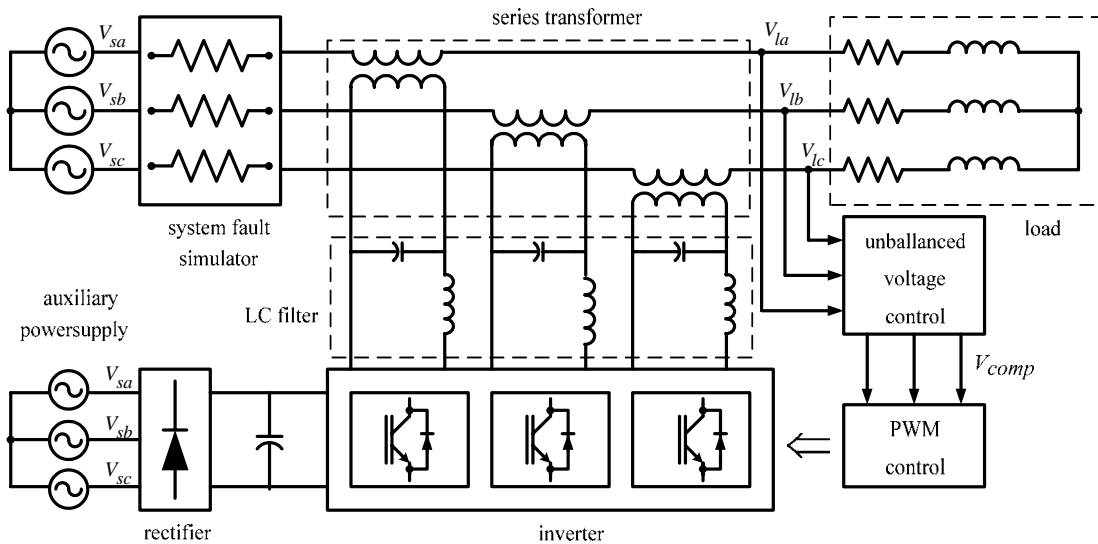 series transformer
V_sa
V_sb
V_sc
V_la
V_lb
V_lc
system fault
simulator
load
LC filter
unballanced
voltage
control
V_comp
PWM
control
auxiliary
powersupply
V_sa
V_sb
V_sc
rectifier
inverter